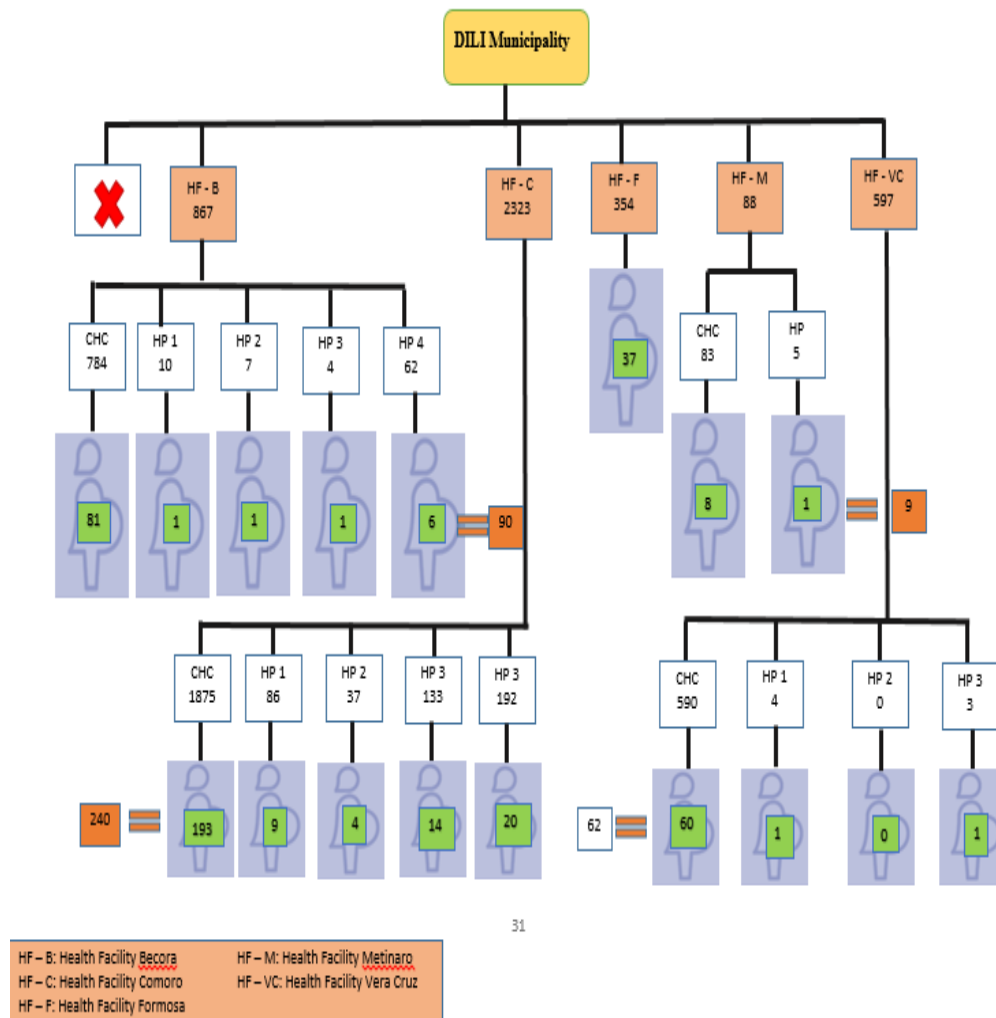 DILI Municipality
HF - B
867
HF - C
2323
HF - F
354
HF - M
88
HF - VC
597
CHC
784
HP 1
10
HP 2
7
HP 3
4
HP 4
62
CHC
83
HP
5
37
81
1
1
1
6
90
8
1
9
CHC
1875
HP 1
86
HP 2
37
HP 3
133
HP 3
192
CHC
590
HP 1
4
HP 2
0
HP 3
3
240
193
9
4
14
20
62
60
1
0
1
31
HF – B: Health Facility Becora
HF – M: Health Facility Metinaro
HF – C: Health Facility Comoro
HF – VC: Health Facility Vera Cruz
HF – F: Health Facility Formosa